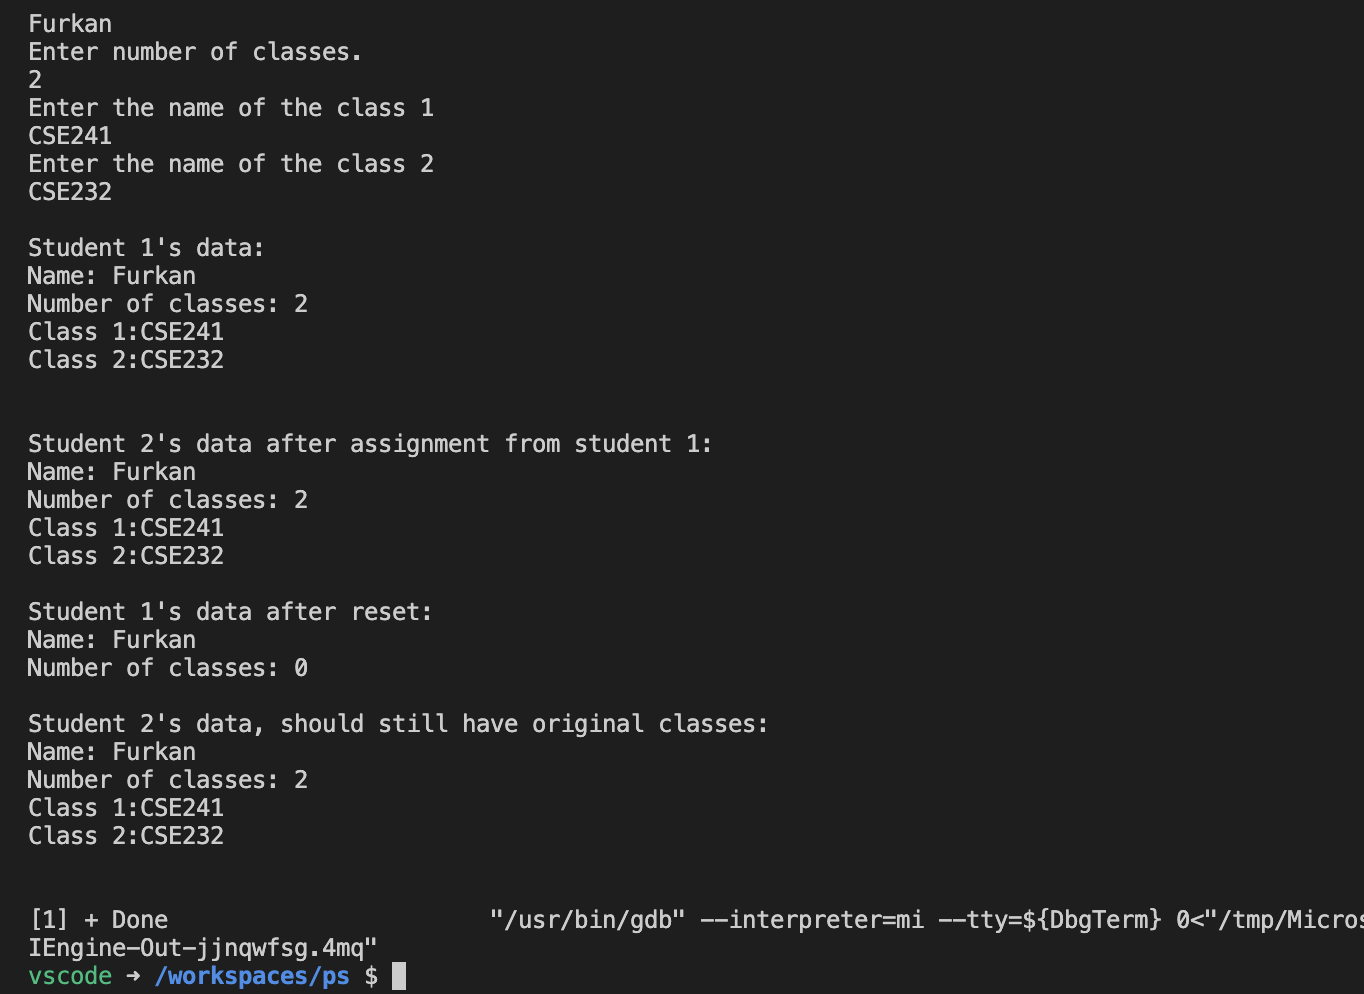 Furkan
Enter number of classes.
2
Enter the name of the class 1
CSE241
Enter the name of the class 2
CSE232
Student 1's data:
Name: Furkan
Number of classes: 2
Class 1:CSE241
Class 2:CSE232
Student 2's data after assignment from student 1:
Name: Furkan
Number of classes: 2
Class 1:CSE241
Class 2:CSE232
Student 1's data after reset:
Name: Furkan
Number of classes: 0
Student 2's data, should still have original classes:
Name: Furkan
Number of classes: 2
Class 1:CSE241
Class 2:CSE232
[1] + Done "/usr/bin/gdb" --interpreter=mi --tty=${DbgTerm} 0<"/tmp/Micros
IEngine-Out-jjnqwfsg.4mq"
vscode ➜ /workspaces/ps $